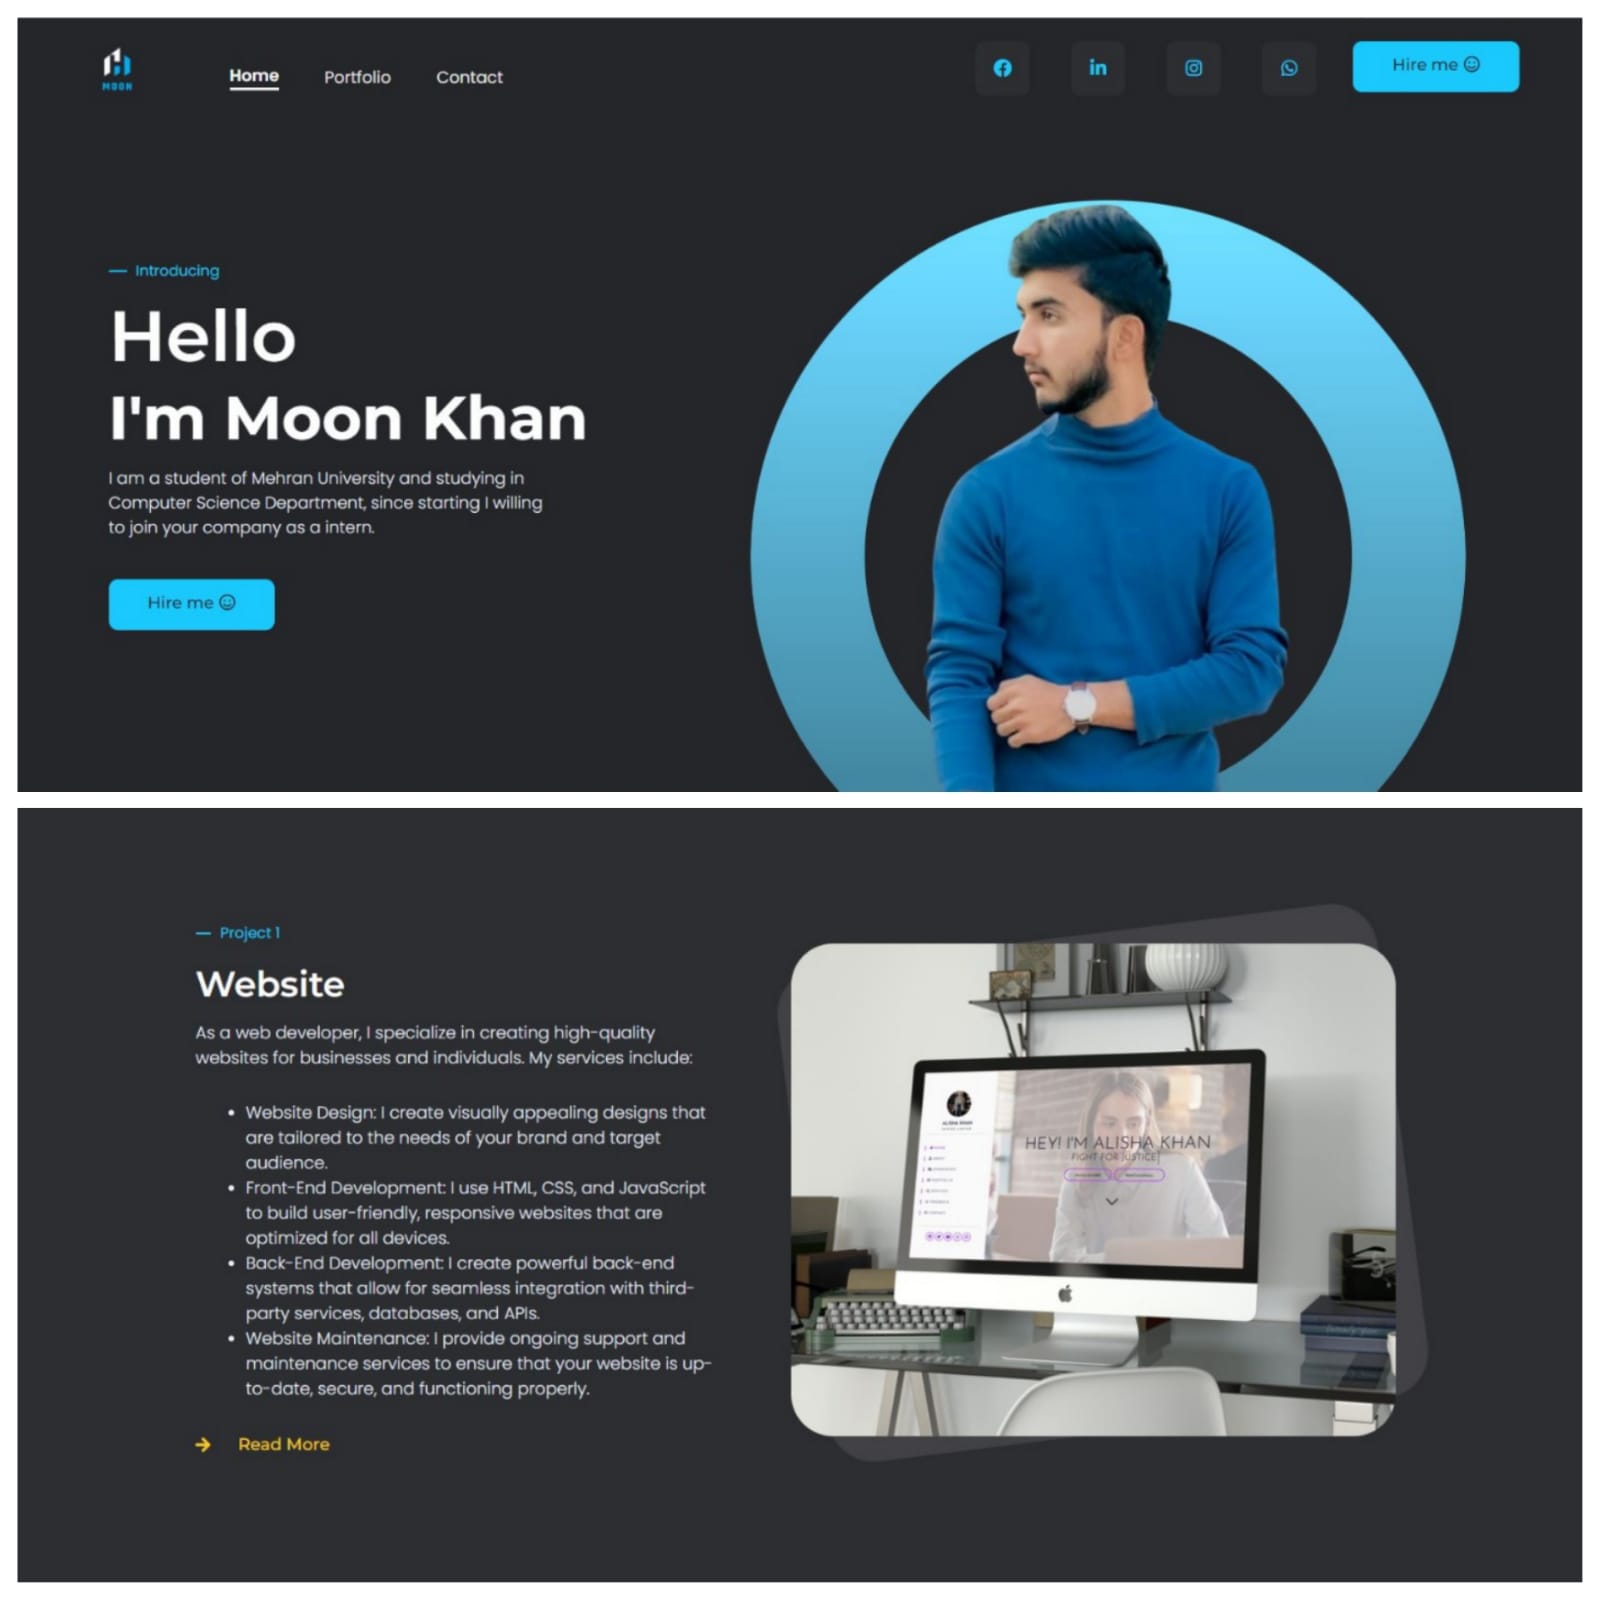 MOON
Home
Portfolio
Contact
Hire me
Introducing
Hello
I'm Moon Khan
I am a student of Mehran University and studying in
Computer Science Department, since starting I willing
to join your company as a intern.
Hire me
Project 1
Website
As a web developer, I specialize in creating high-quality
websites for businesses and individuals. My services include:
• Website Design: I create visually appealing designs that
are tailored to the needs of your brand and target
audience.
• Front-End Development: I use HTML, CSS, and JavaScript
to build user-friendly, responsive websites that are
optimized for all devices.
• Back-End Development: I create powerful back-end
systems that allow for seamless integration with third-
party services, databases, and APIs.
• Website Maintenance: I provide ongoing support and
maintenance services to ensure that your website is up-
to-date, secure, and functioning properly.
Read More
ALISHA KHAN
HEY! I'M ALISHA KHAN
FIGHT FOR JUSTICE